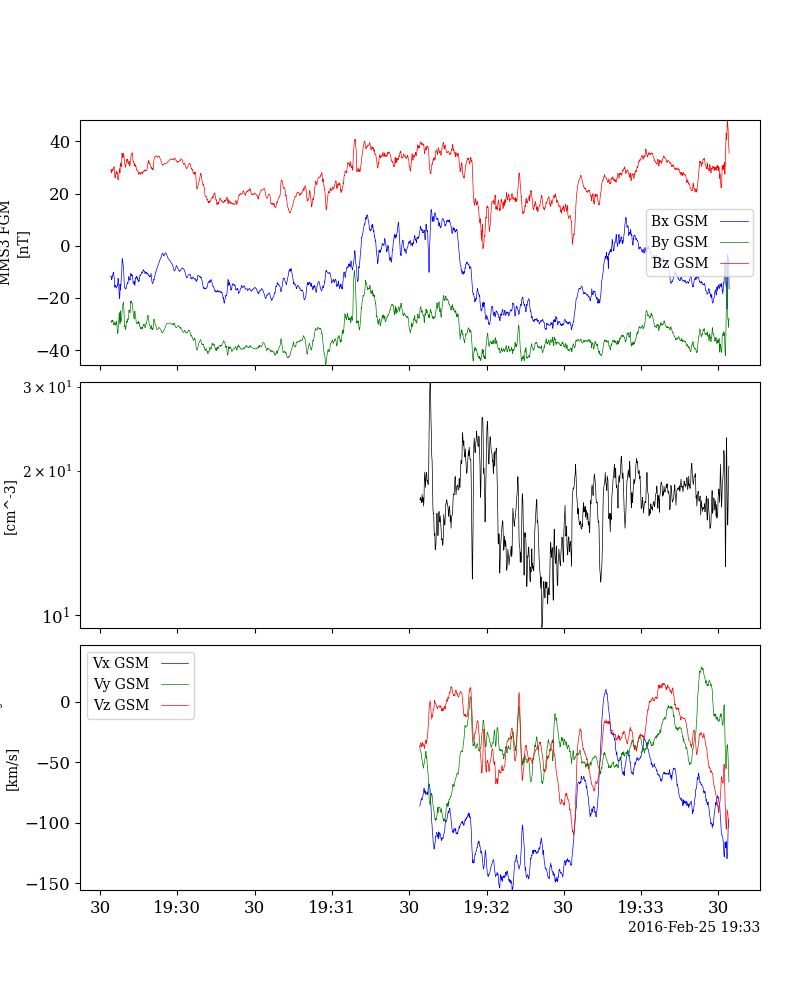 MMS3 FGM
[nT]
40
20
0
−20
−40
Bx GSM
By GSM
Bz GSM
[cm^-3]
3×10¹
2×10¹
10¹
[km/s]
0
−50
−100
−150
Vx GSM
Vy GSM
Vz GSM
30 19:30 30 19:31 30 19:32 30 19:33 30
2016-Feb-25 19:33